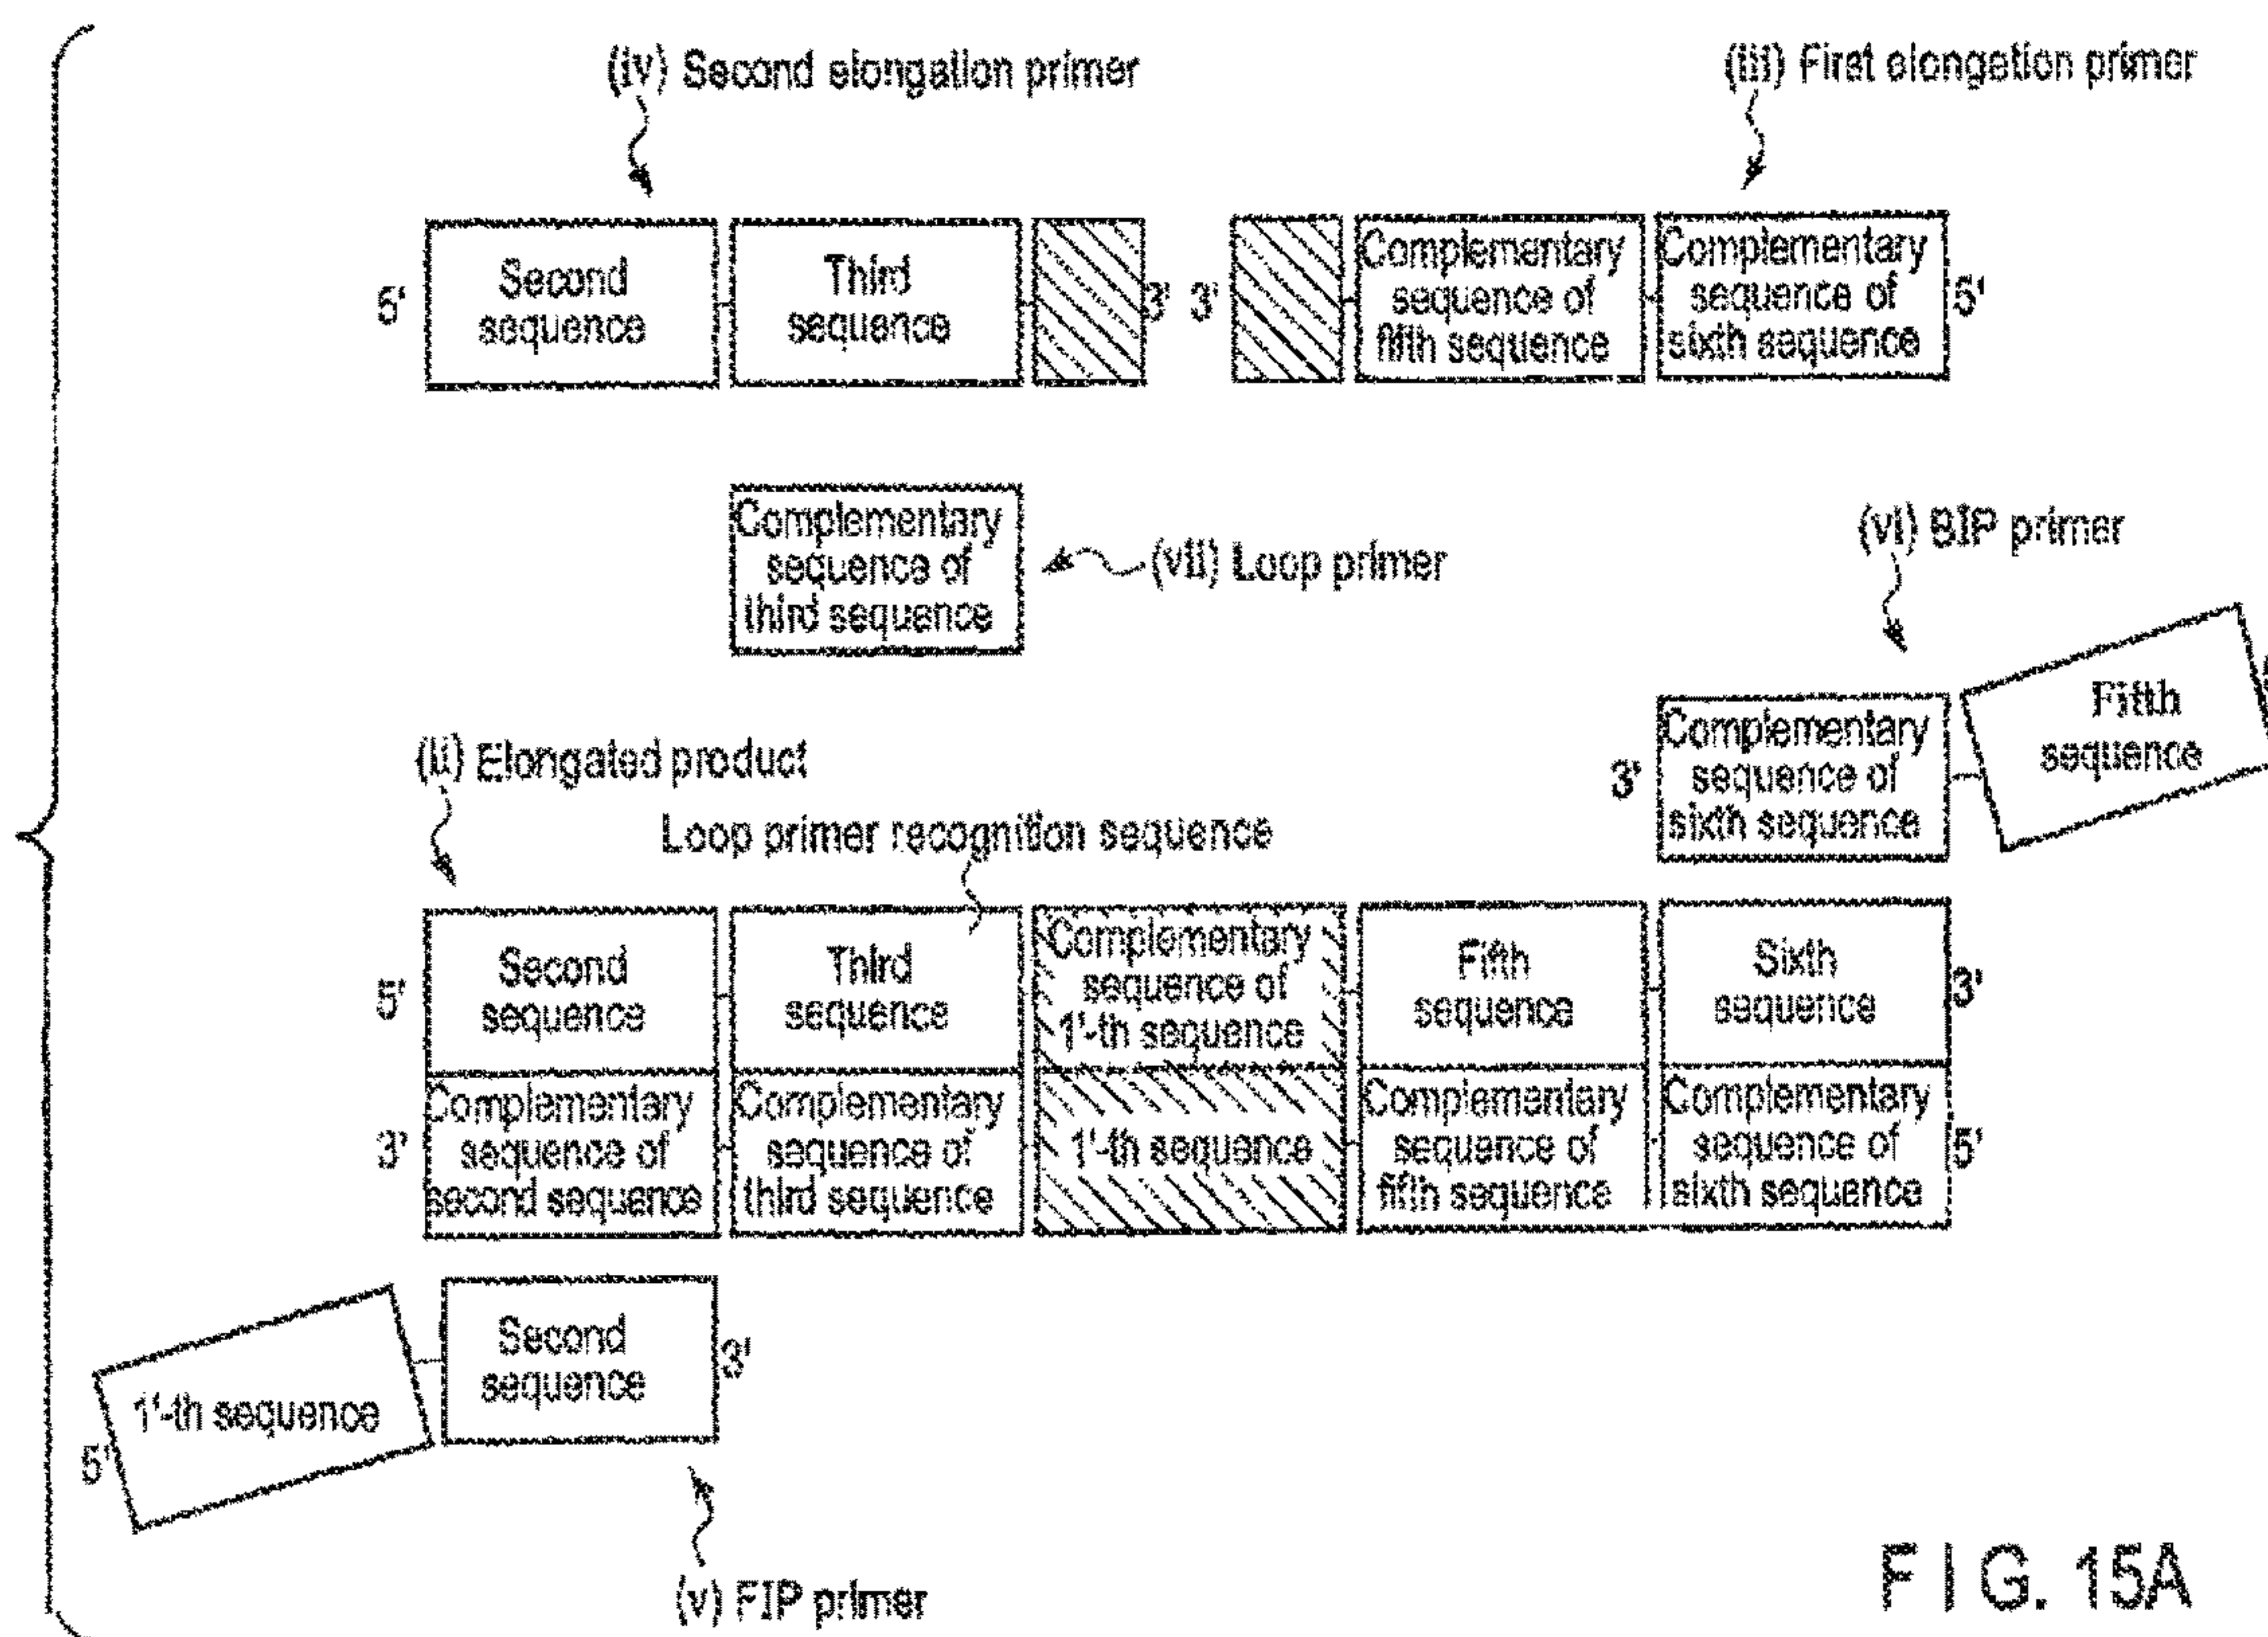 (iv) Second elongation primer
(iii) First elongation primer
5'
Second
sequence
Third
sequence
3'
3'
Complementary
sequence of
fifth sequence
Complementary
sequence of
sixth sequence
5'
Complementary
sequence of
third sequence
(vii) Loop primer
(vi) BIP primer
3'
Complementary
sequence of
sixth sequence
Fifth
sequence
(ii) Elongated product
Loop primer recognition sequence
5'
Second
sequence
Third
sequence
Complementary
sequence of
1'-th sequence
Fifth
sequence
Sixth
sequence
3'
3'
Complementary
sequence of
second sequence
Complementary
sequence of
third sequence
1'-th sequence
Complementary
sequence of
fifth sequence
Complementary
sequence of
sixth sequence
5'
5'
1'-th sequence
Second
sequence
3'
(v) FIP primer
FIG. 15A